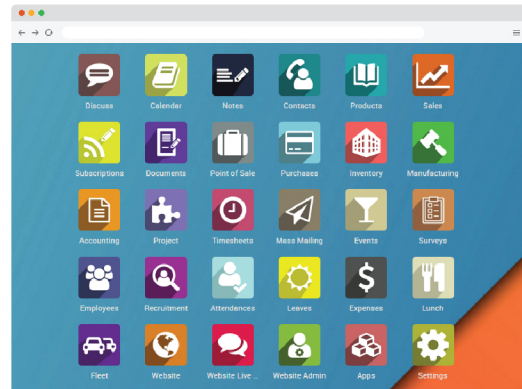 Discuss
Calendar
Notes
Contacts
Products
Sales
Subscriptions
Documents
Point of Sale
Purchases
Inventory
Manufacturing
Accounting
Project
Timesheets
Mass Mailing
Events
Surveys
Employees
Recruitment
Attendances
Leaves
Expenses
Lunch
Fleet
Website
Website Live ...
Website Admin
Apps
Settings